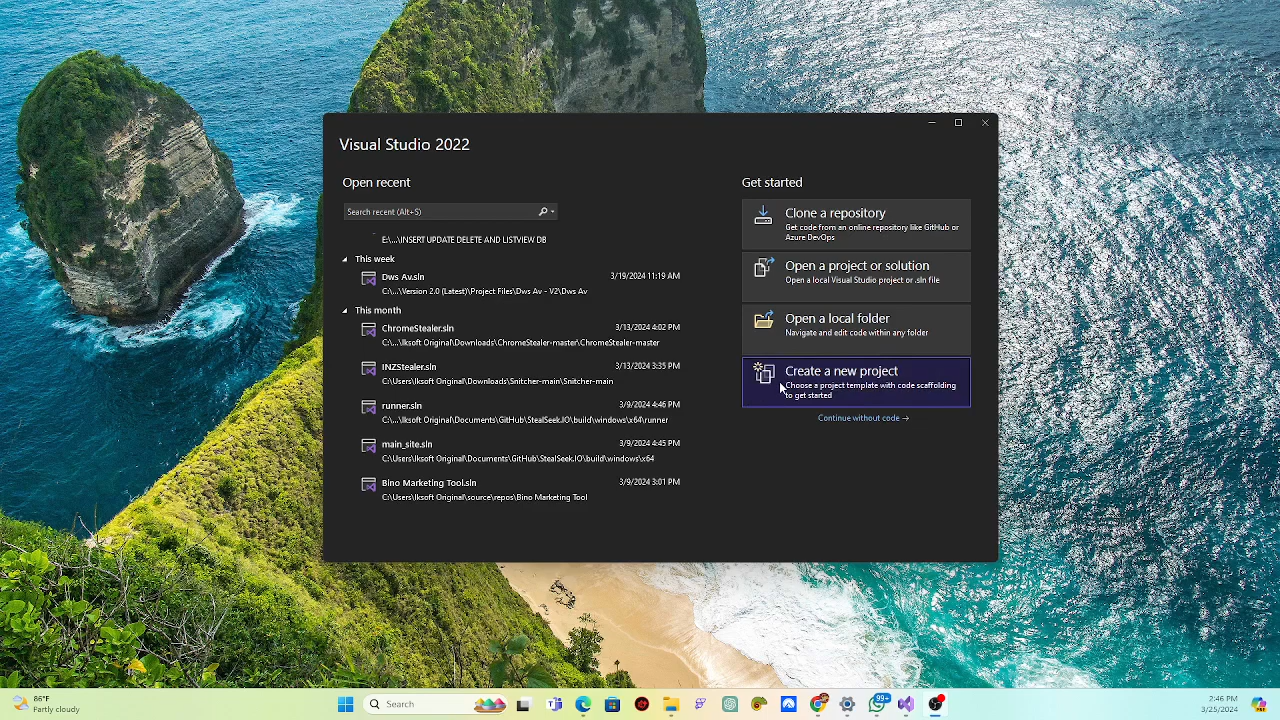 Visual Studio 2022
Open recent
Search recent (Alt+S)
E:\...\INSERT UPDATE DELETE AND LISTVIEW DB
This week
Dws Av.sln 3/19/2024 11:19 AM
C:\...\Version 2.0 (Latest)\Project Files\Dws Av - V2\Dws Av
This month
ChromeStealer.sln 3/13/2024 4:02 PM
C:\...\Iksoft Original\Downloads\ChromeStealer-master\ChromeStealer-master
INZStealer.sln 3/13/2024 3:35 PM
C:\Users\Iksoft Original\Downloads\Snitcher-main\Snitcher-main
runner.sln 3/9/2024 4:46 PM
C:\...\Iksoft Original\Documents\GitHub\StealSeek.IO\build\windows\x64\runner
main_site.sln 3/9/2024 4:45 PM
C:\Users\Iksoft Original\Documents\GitHub\StealSeek.IO\build\windows\x64
Bino Marketing Tool.sln 3/9/2024 3:01 PM
C:\Users\Iksoft Original\source\repos\Bino Marketing Tool
Get started
Clone a repository
Get code from an online repository like GitHub or
Azure DevOps
Open a project or solution
Open a local Visual Studio project or .sln file
Open a local folder
Navigate and edit code within any folder
Create a new project
Choose a project template with code scaffolding
to get started
Continue without code →
86°F
Partly cloudy
Search
99+
2:46 PM
3/25/2024